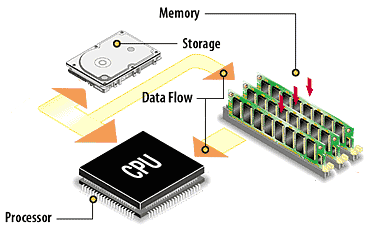 Memory
Storage
Data Flow
CPU
Processor